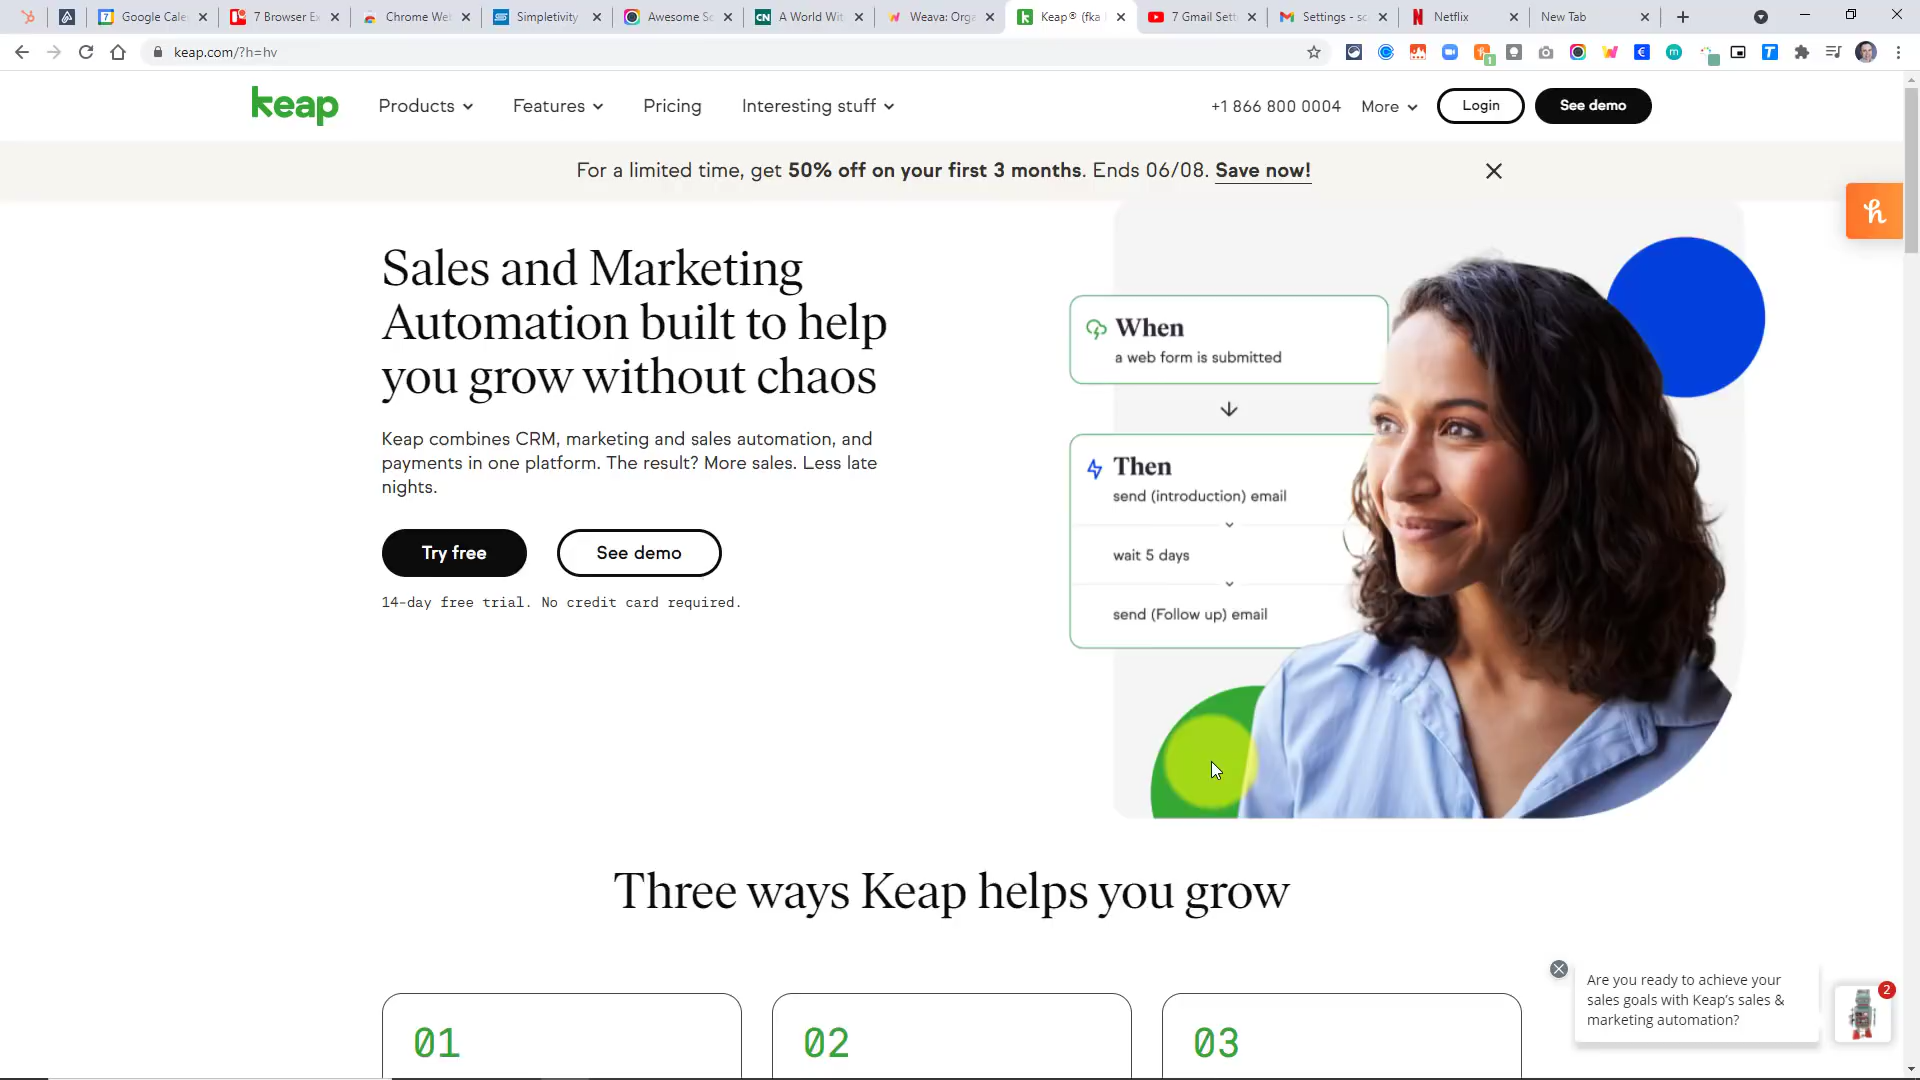 Google Cale
7 Browser Ex
Chrome Web
Simpletivity
Awesome Sc
A World Wit
Weava: Orga
Keap® (fka
7 Gmail Sett
Settings - sc
Netflix
New Tab
keap.com/?h=hv
keap
Products
Features
Pricing
Interesting stuff
+1 866 800 0004
More
Login
See demo
For a limited time, get 50% off on your first 3 months. Ends 06/08. Save now!
Sales and Marketing
Automation built to help
you grow without chaos
Keap combines CRM, marketing and sales automation, and
payments in one platform. The result? More sales. Less late
nights.
Try free
See demo
14-day free trial. No credit card required.
When
a web form is submitted
Then
send (introduction) email
wait 5 days
send (Follow up) email
Three ways Keap helps you grow
01
02
03
Are you ready to achieve your
sales goals with Keap's sales &
marketing automation?
2